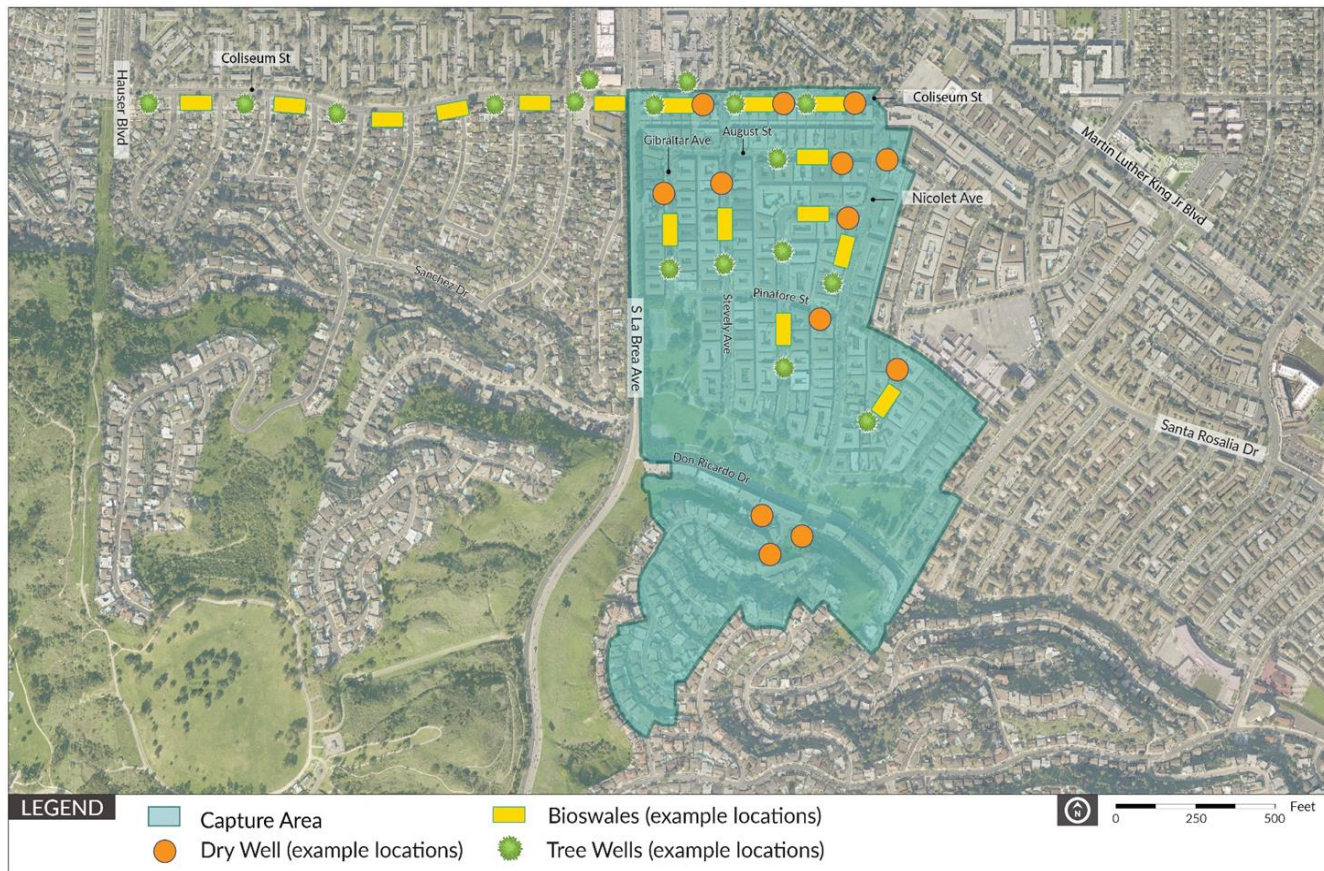 Coliseum St
Hauser Blvd
Coliseum St
Martin Luther King Jr Blvd
August St
Gibraltar Ave
Nicolet Ave
Sanchez Dr
Pinafore St
Stevely Ave
S La Brea Ave
Santa Rosalia Dr
Don Ricardo Dr
LEGEND
Capture Area
Bioswales (example locations)
Dry Well (example locations)
Tree Wells (example locations)
N
Feet
0 250 500